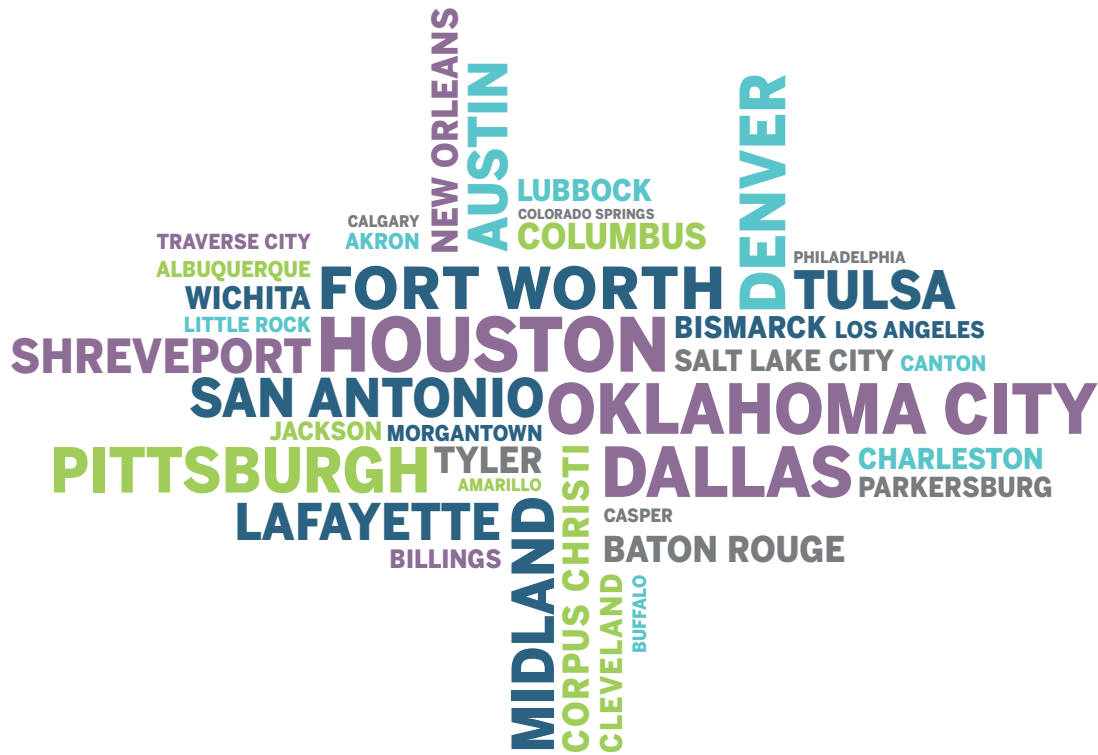 NEW ORLEANS
AUSTIN
DENVER
LUBBOCK
CALGARY
COLORADO SPRINGS
TRAVERSE CITY
AKRON
COLUMBUS
PHILADELPHIA
ALBUQUERQUE
WICHITA
FORT WORTH
TULSA
LITTLE ROCK
BISMARCK
LOS ANGELES
SHREVEPORT
HOUSTON
SALT LAKE CITY
CANTON
SAN ANTONIO
OKLAHOMA CITY
JACKSON
MORGANTOWN
PITTSBURGH
TYLER
DALLAS
CHARLESTON
AMARILLO
PARKERSBURG
LAFAYETTE
MIDLAND
CORPUS CHRISTI
CASPER
BILLINGS
BATON ROUGE
CLEVELAND
BUFFALO